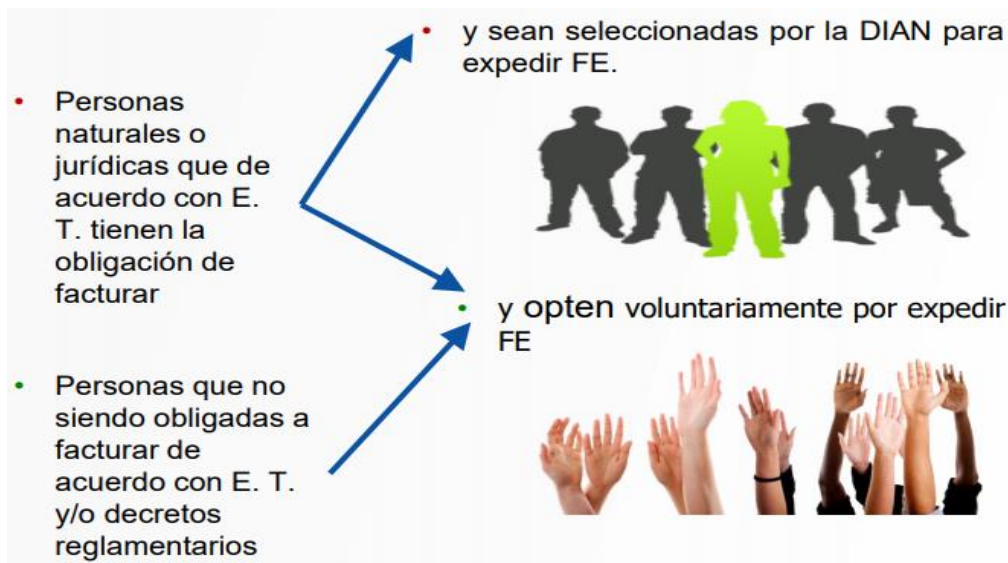 • Personas
naturales o
jurídicas que de
acuerdo con E.
T. tienen la
obligación de
facturar
• y sean seleccionadas por la DIAN para
expedir FE.
• y opten voluntariamente por expedir
FE
• Personas que no
siendo obligadas a
facturar de
acuerdo con E. T.
y/o decretos
reglamentarios